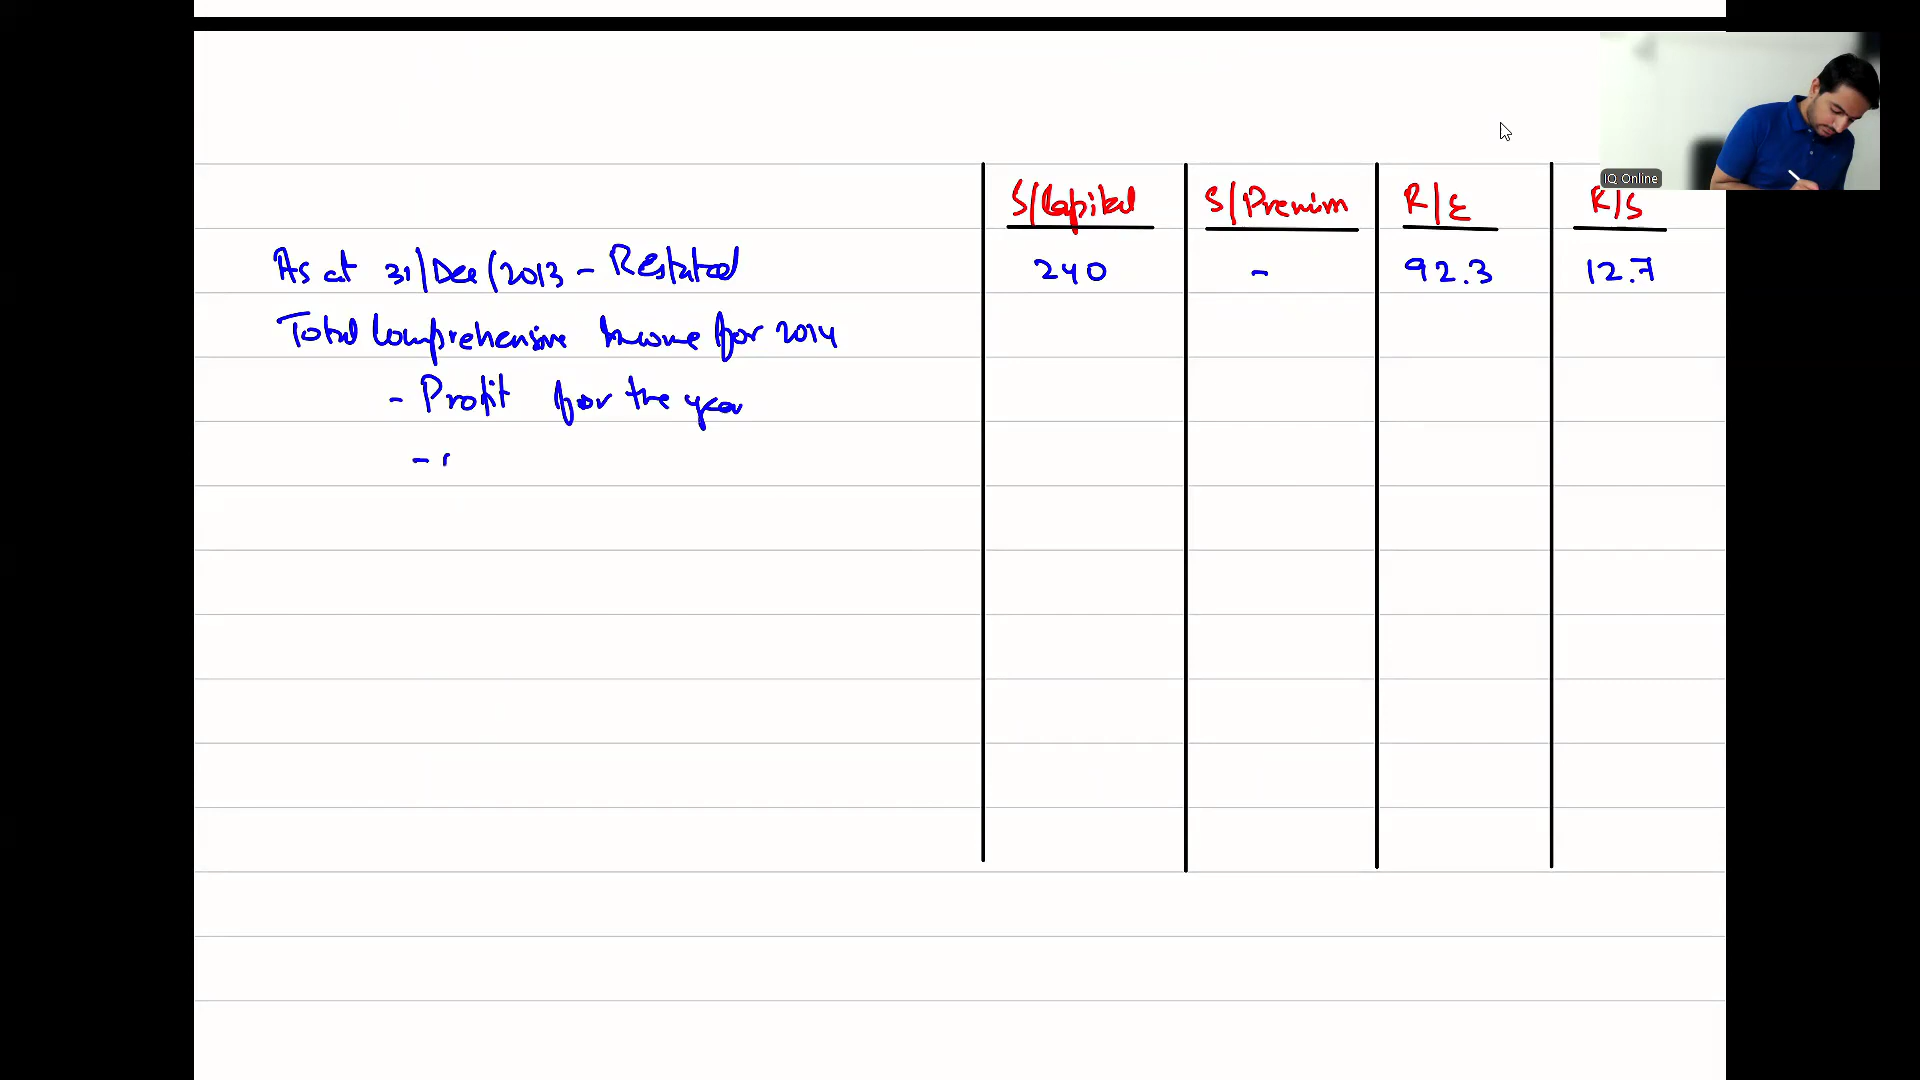 S/Capital S/Premium R/E R/S
As at 31/Dec/2013 - Restated 240 - 92.3 12.7
Total Comprehensive Income for 2014
- Profit for the year
-
IQ Online